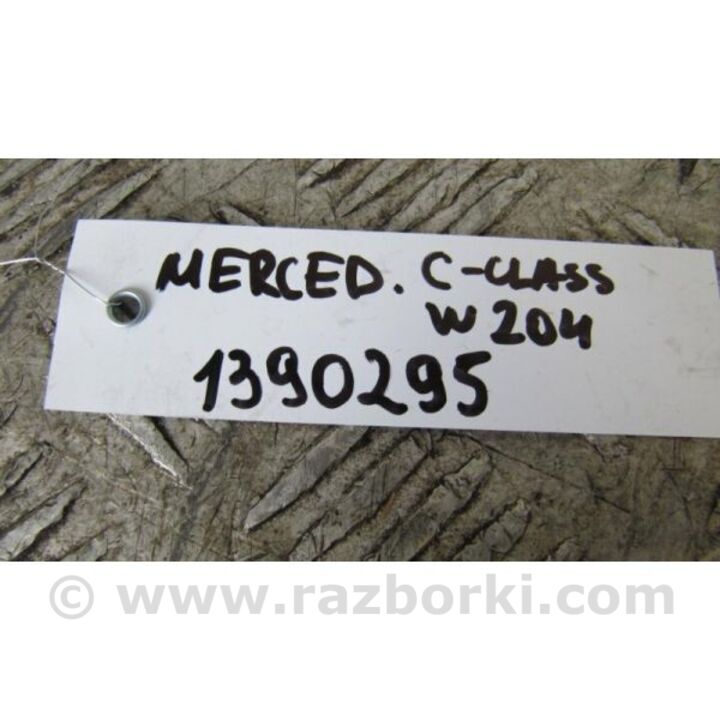 MERCED. C-CLASS
W204
1390295
© www.razborki.com